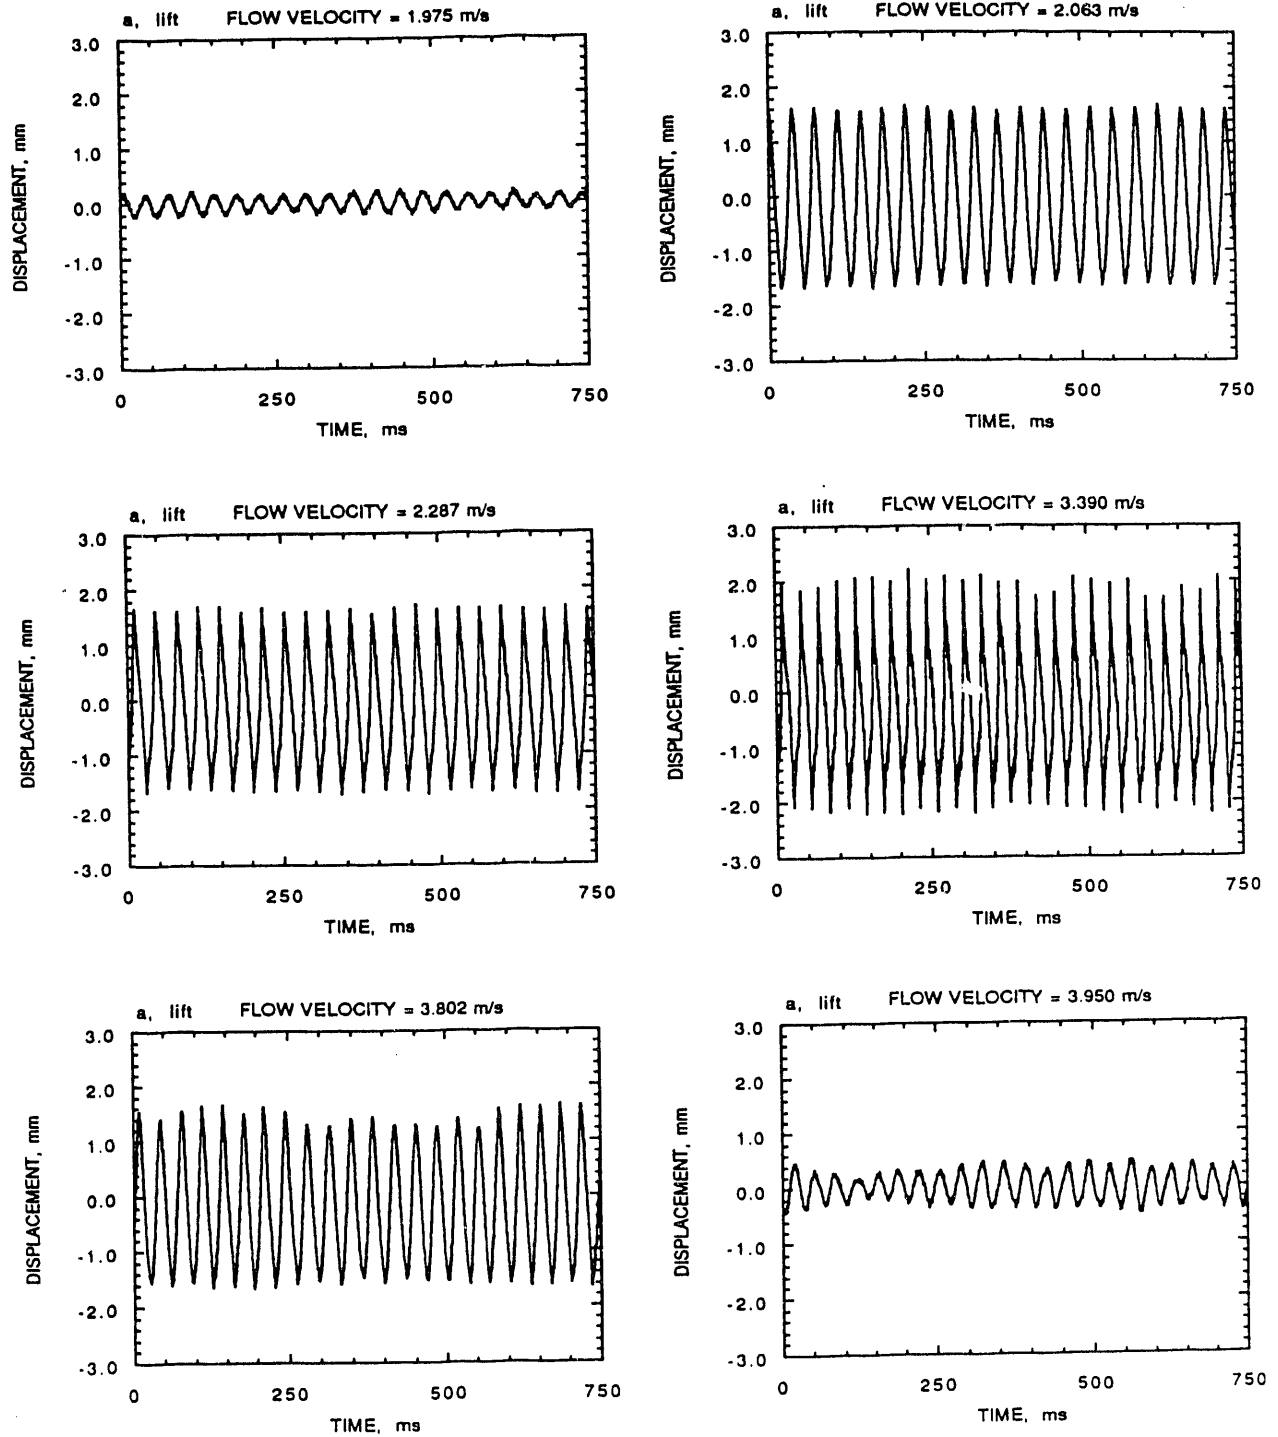 a, lift FLOW VELOCITY = 1.975 m/s
3.0
2.0
1.0
0.0
-1.0
-2.0
-3.0
DISPLACEMENT, mm
0 250 500 750
TIME, ms
a, lift FLOW VELOCITY = 2.063 m/s
3.0
2.0
1.0
0.0
-1.0
-2.0
-3.0
DISPLACEMENT, mm
0 250 500 750
TIME, ms
a, lift FLOW VELOCITY = 2.287 m/s
3.0
2.0
1.0
0.0
-1.0
-2.0
-3.0
DISPLACEMENT, mm
0 250 500 750
TIME, ms
a, lift FLOW VELOCITY = 3.390 m/s
3.0
2.0
1.0
0.0
-1.0
-2.0
-3.0
DISPLACEMENT, mm
0 250 500 750
TIME, ms
a, lift FLOW VELOCITY = 3.802 m/s
3.0
2.0
1.0
0.0
-1.0
-2.0
-3.0
DISPLACEMENT, mm
0 250 500 750
TIME, ms
a, lift FLOW VELOCITY = 3.950 m/s
3.0
2.0
1.0
0.0
-1.0
-2.0
-3.0
DISPLACEMENT, mm
0 250 500 750
TIME, ms